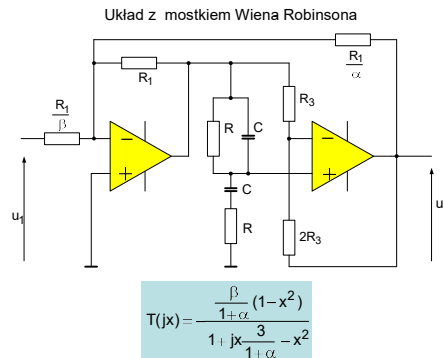 Układ z mostkiem Wiena Robinsona
R₁
R₁/α
R₁/β
R
C
R₃
−
+
−
+
C
R
2R₃
u₁
u
T(jx) = (β/(1+α) (1−x²)) / (1 + jx 3/(1+α) − x²)